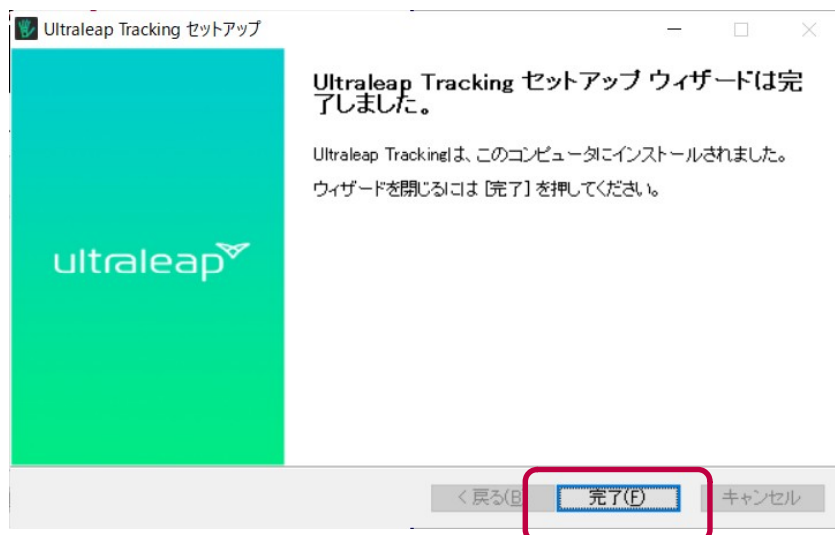 Ultraleap Tracking セットアップ
Ultraleap Tracking セットアップ ウィザードは完
了しました。
Ultraleap Trackingは、このコンピュータにインストールされました。
ウィザードを閉じるには [完了] を押してください。
ultraleap
< 戻る(B
完了(F)
キャンセル